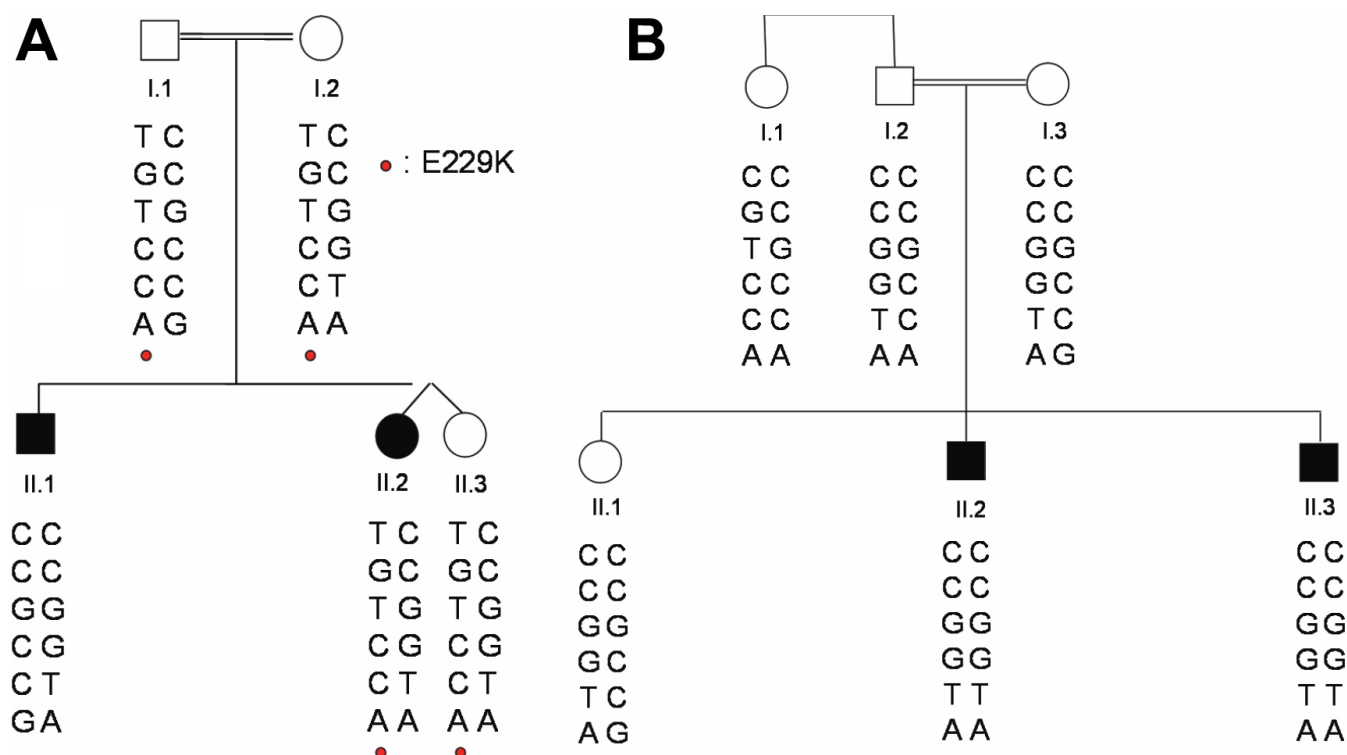 A
I.1 I.2
T C T C
G C G C
T G T G
C C C G
C C C T
A G A A
: E229K
II.1 II.2 II.3
C C T C T C
C C G C G C
G G T G T G
C G C G C G
C T C T C T
G A A A A A
B
I.1 I.2 I.3
C C C C C C
G C C C C C
T G G G G G
C C G C G C
C C T C T C
A A A A A G
II.1 II.2 II.3
C C C C C C
C C C C C C
G G G G G G
G C G G G G
T C T T T T
A G A A A A